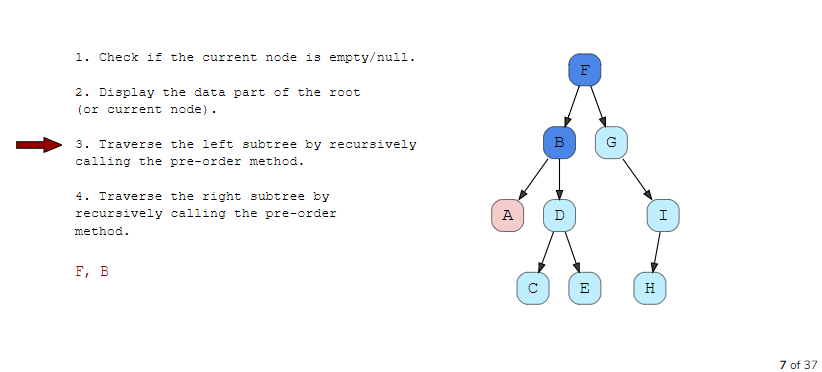 1. Check if the current node is empty/null.
2. Display the data part of the root
(or current node).
3. Traverse the left subtree by recursively
calling the pre-order method.
4. Traverse the right subtree by
recursively calling the pre-order
method.
F, B
F
B
G
A
D
I
C
E
H
7 of 37